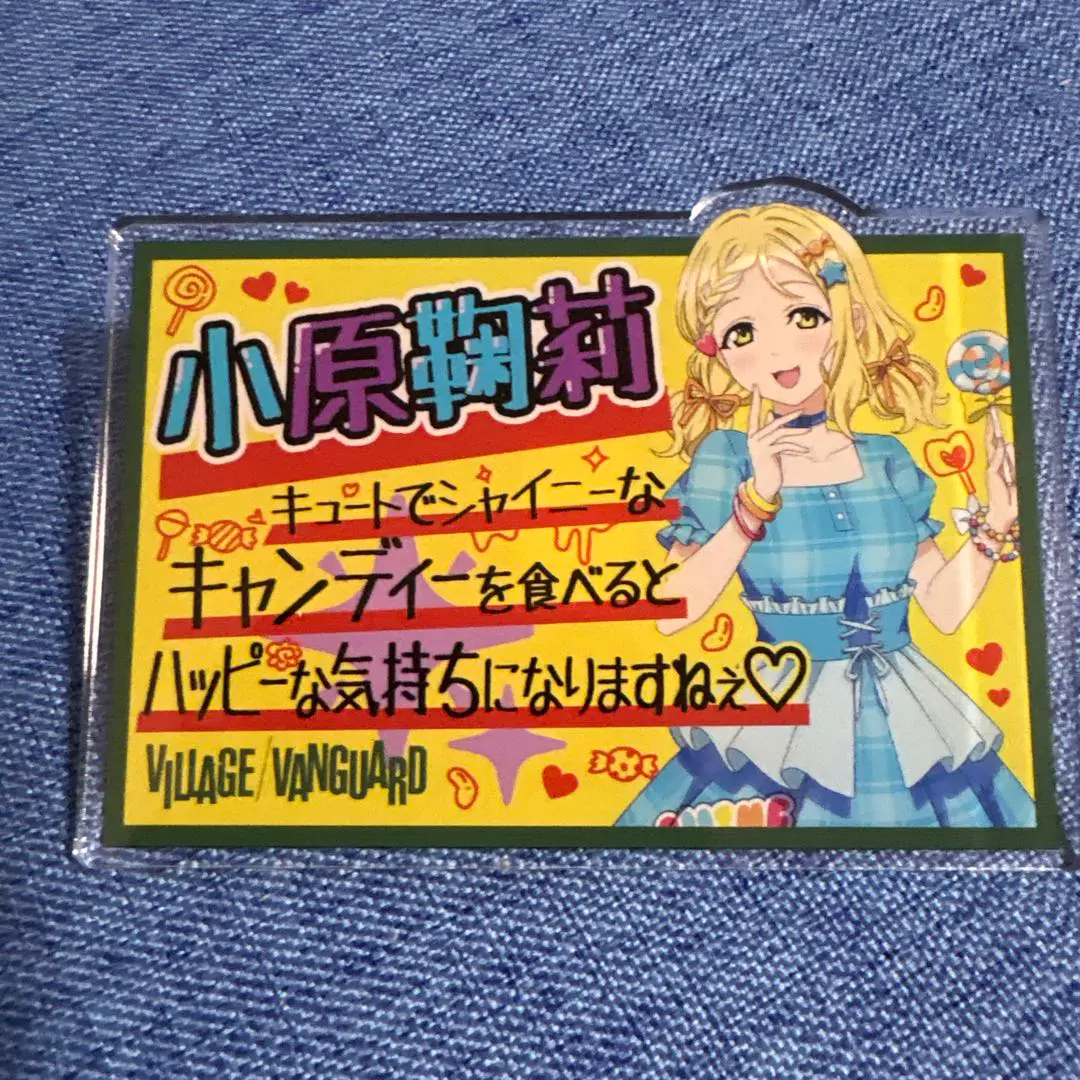 小原鞠莉
キュートでシャイニーな
キャンディーを食べると
ハッピーな気持ちになりますねぇ♡
VILLAGE/VANGUARD